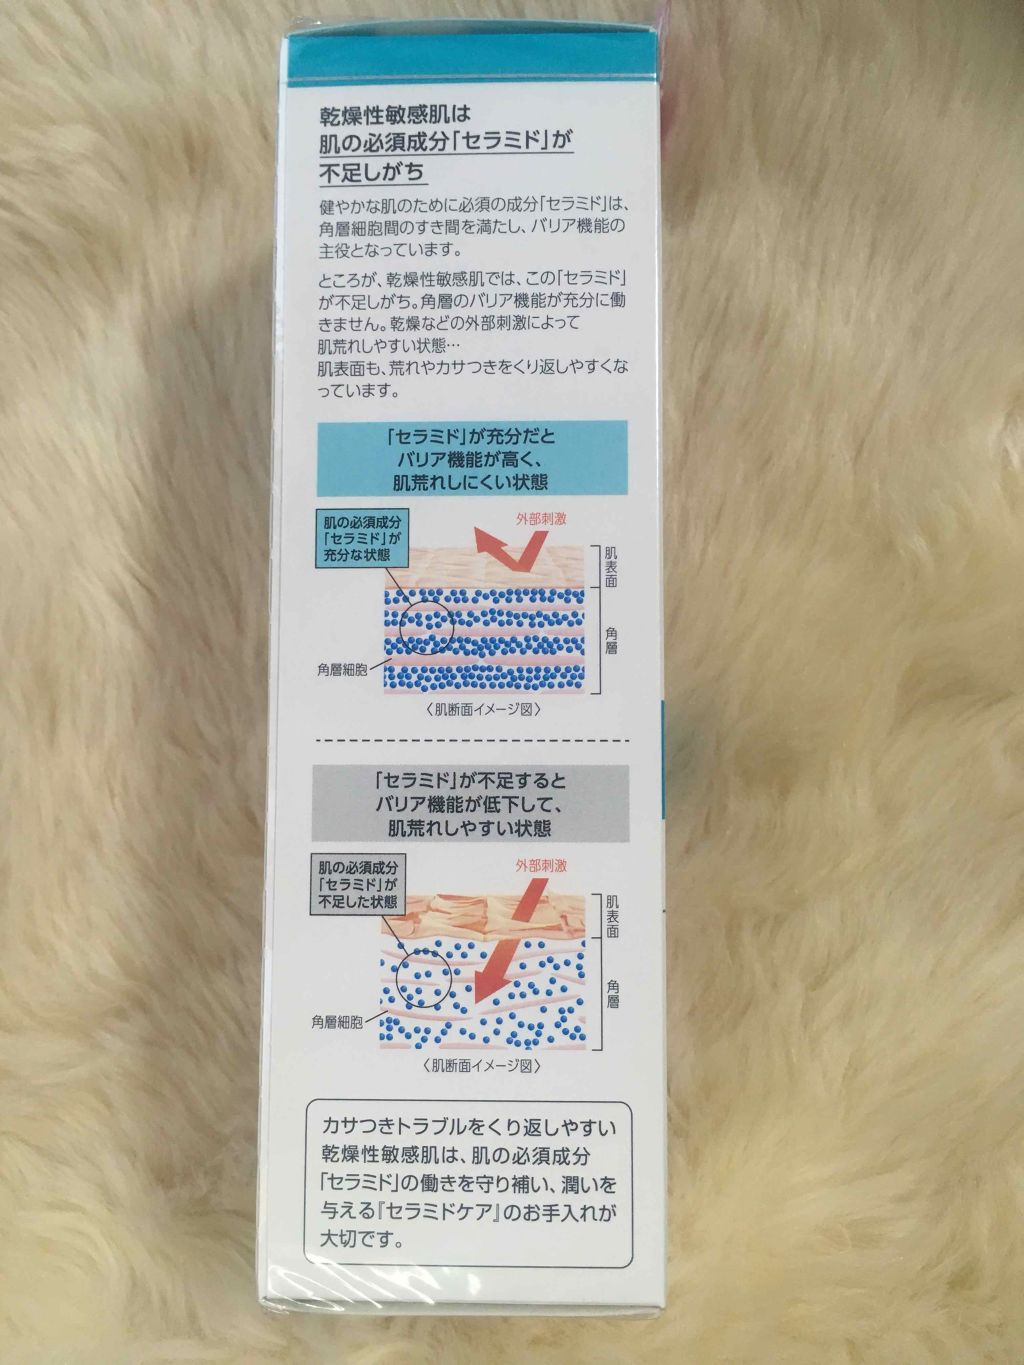 乾燥性敏感肌は
肌の必須成分「セラミド」が
不足しがち
健やかな肌のために必須の成分「セラミド」は、
角層細胞間のすき間を満たし、バリア機能の
主役となっています。
ところが、乾燥性敏感肌では、この「セラミド」
が不足しがち。角層のバリア機能が充分に働
きません。乾燥などの外部刺激によって
肌荒れしやすい状態…
肌表面も、荒れやカサつきをくり返しやすくな
っています。
「セラミド」が充分だと
バリア機能が高く、
肌荒れしにくい状態
肌の必須成分
「セラミド」が
充分な状態
外部刺激
肌表面
角層
角層細胞
〈肌断面イメージ図〉
「セラミド」が不足すると
バリア機能が低下して、
肌荒れしやすい状態
肌の必須成分
「セラミド」が
不足した状態
外部刺激
肌表面
角層
角層細胞
〈肌断面イメージ図〉
カサつきトラブルをくり返しやすい
乾燥性敏感肌は、肌の必須成分
「セラミド」の働きを守り補い、潤いを
与える『セラミドケア』のお手入れが
大切です。